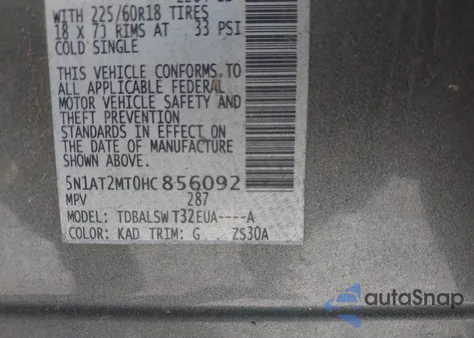 WITH 225/60R18 TIRES
18 X 7J RIMS AT 33 PSI
COLD SINGLE
THIS VEHICLE CONFORMS TO
ALL APPLICABLE FEDERAL
MOTOR VEHICLE SAFETY AND
THEFT PREVENTION
STANDARDS IN EFFECT ON
THE DATE OF MANUFACTURE
SHOWN ABOVE.
5N1AT2MT0HC856092
MPV 287
MODEL: TDBALSW T32EUA----A
COLOR: KAD TRIM: G ZS30A
autoSnap